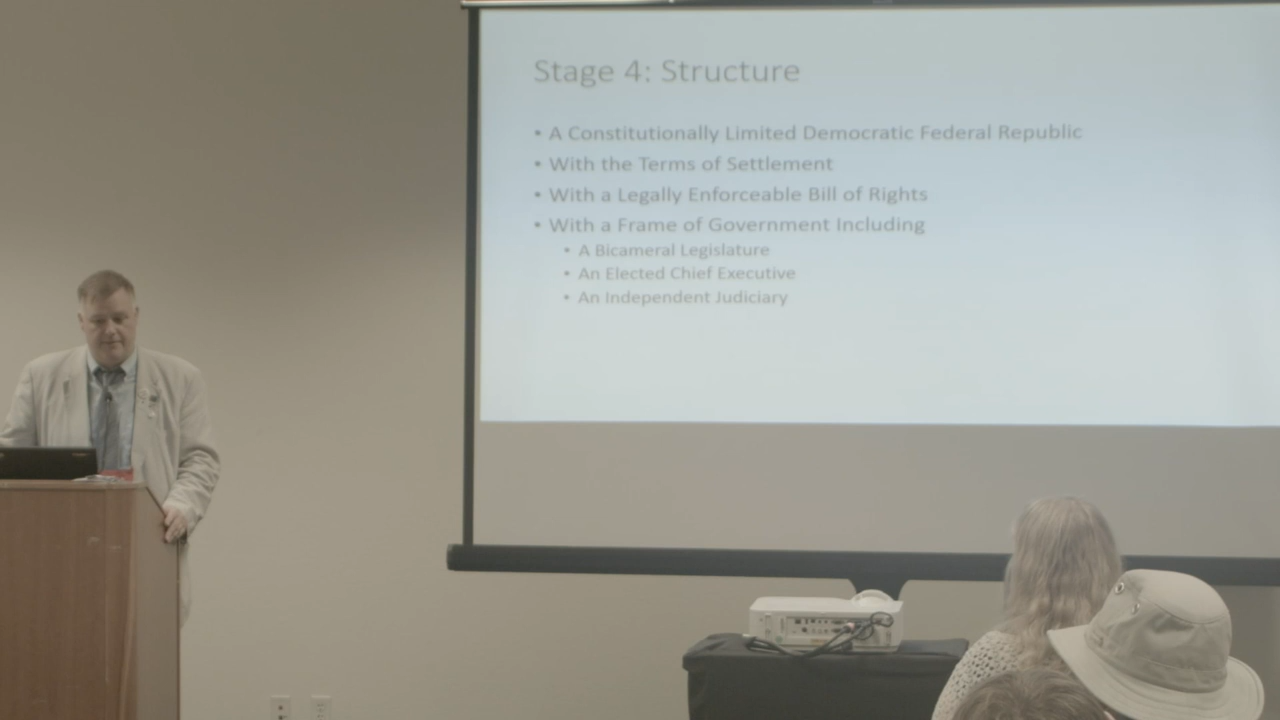 Stage 4: Structure
• A Constitutionally Limited Democratic Federal Republic
• With the Terms of Settlement
• With a Legally Enforceable Bill of Rights
• With a Frame of Government Including
• A Bicameral Legislature
• An Elected Chief Executive
• An Independent Judiciary